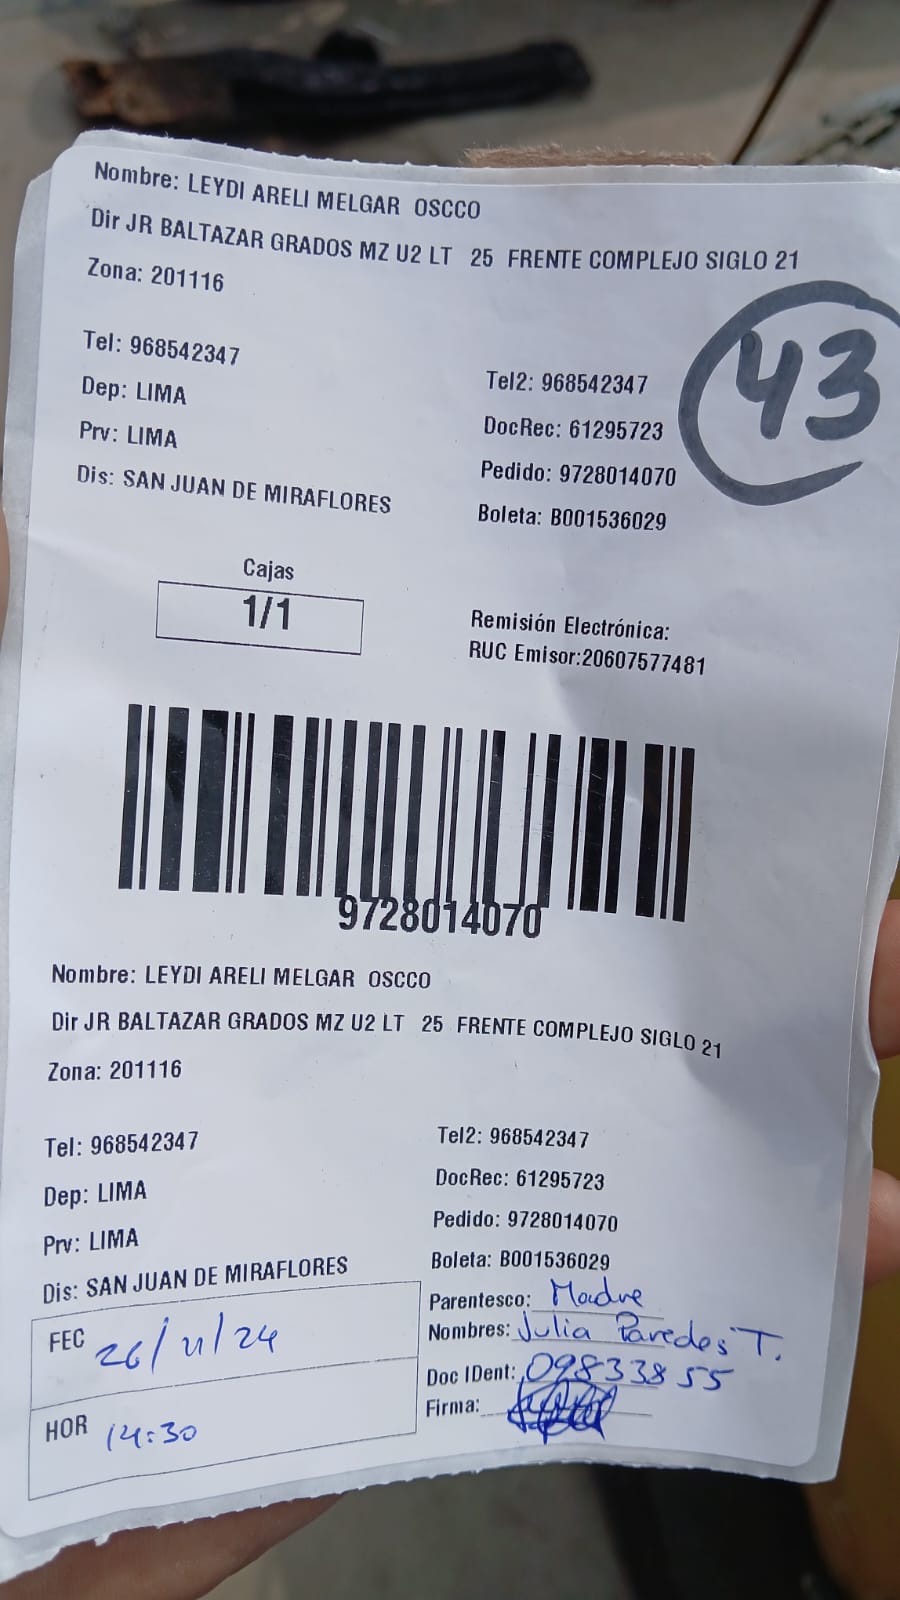 Nombre: LEYDI ARELI MELGAR OSCCO
Dir JR BALTAZAR GRADOS MZ U2 LT 25 FRENTE COMPLEJO SIGLO 21
Zona: 201116
43
Tel: 968542347
Tel2: 968542347
Dep: LIMA
DocRec: 61295723
Prv: LIMA
Pedido: 9728014070
Dis: SAN JUAN DE MIRAFLORES
Boleta: B001536029
Cajas
1/1
Remisión Electrónica:
RUC Emisor:20607577481
9728014070
Nombre: LEYDI ARELI MELGAR OSCCO
Dir JR BALTAZAR GRADOS MZ U2 LT 25 FRENTE COMPLEJO SIGLO 21
Zona: 201116
Tel: 968542347
Tel2: 968542347
Dep: LIMA
DocRec: 61295723
Prv: LIMA
Pedido: 9728014070
Dis: SAN JUAN DE MIRAFLORES
Boleta: B001536029
Parentesco: Madre
FEC 26/11/24
Nombres: Julia Paredes T.
Doc IDent: 09833855
HOR 14:30
Firma: